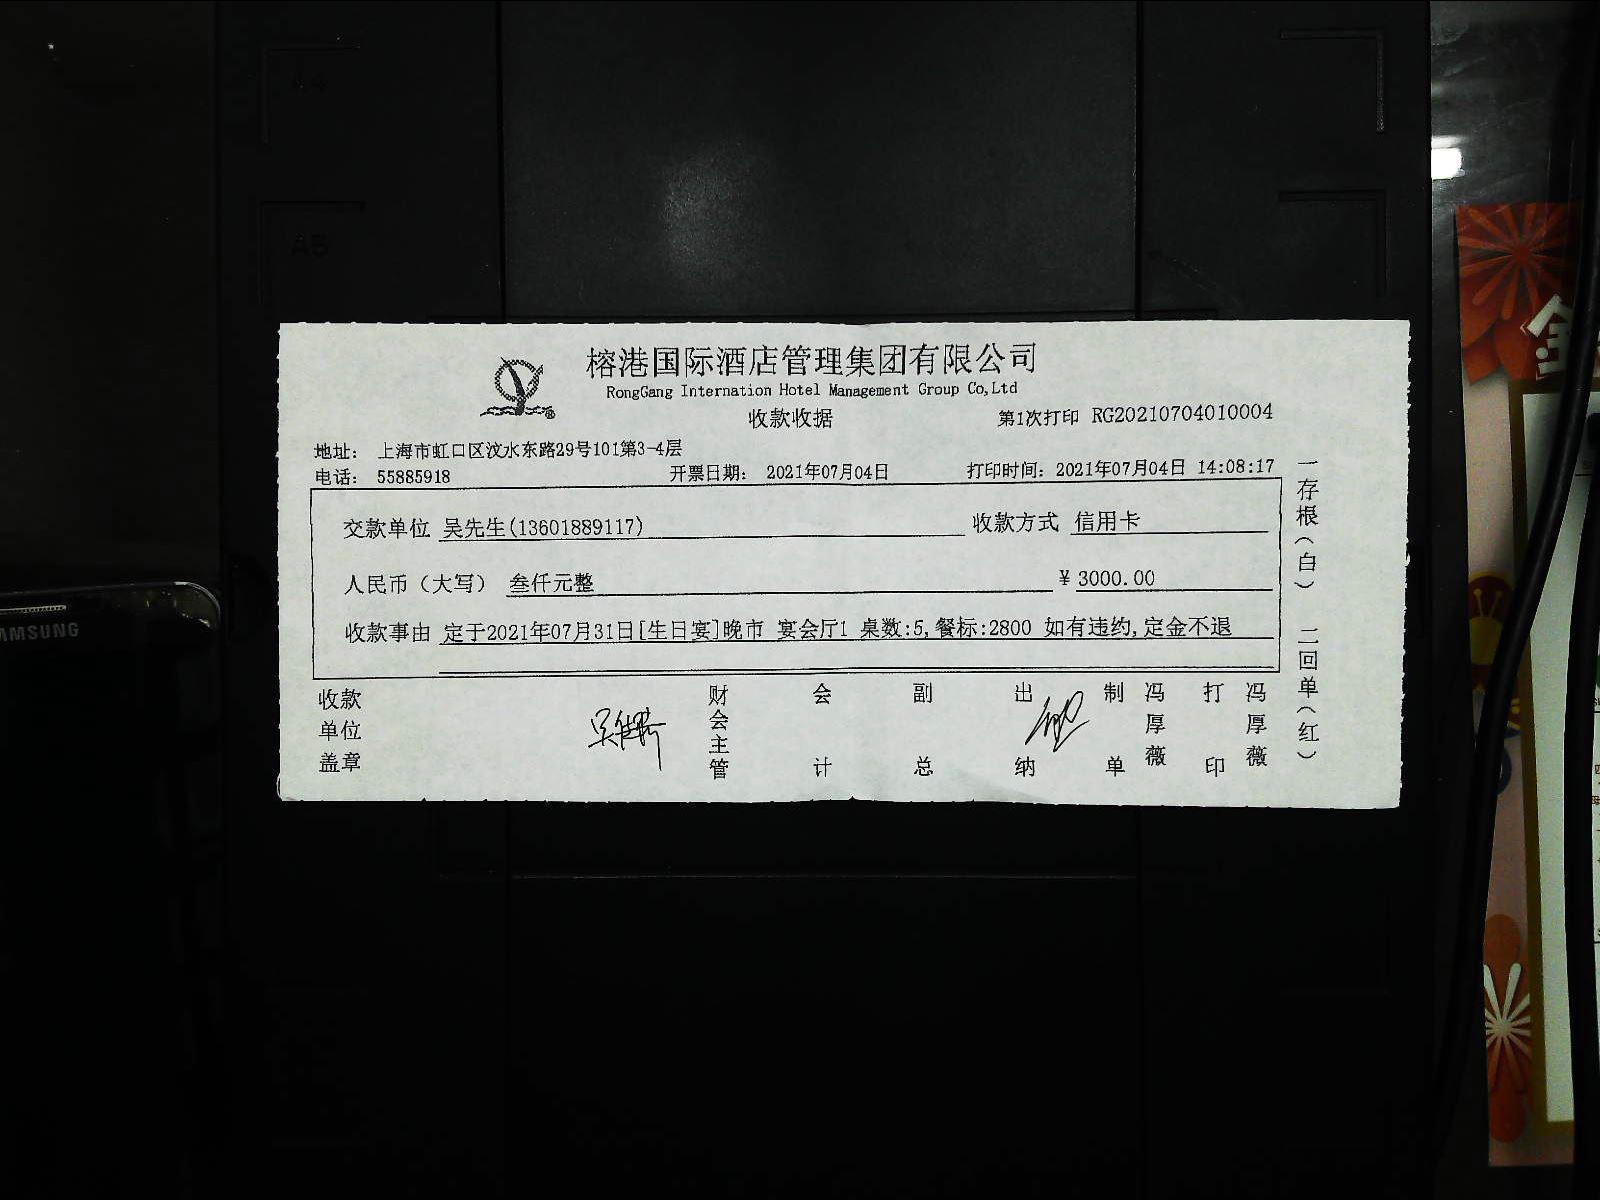 A4
A5
SAMSUNG
榕港国际酒店管理集团有限公司
RongGang Internation Hotel Management Group Co,Ltd
收款收据
第1次打印 RG20210704010004
地址： 上海市虹口区汶水东路29号101第3-4层
电话： 55885918 开票日期： 2021年07月04日 打印时间：2021年07月04日 14:08:17
交款单位 吴先生(13601889117) 收款方式 信用卡
人民币（大写） 叁仟元整 ¥ 3000.00
收款事由 定于2021年07月31日[生日宴]晚市 宴会厅1 桌数:5,餐标:2800 如有违约,定金不退
收款单位盖章 财会主管 会计 副总 出纳 制单 冯厚薇 打印 冯厚薇
一存根（白） 二回单（红）
金